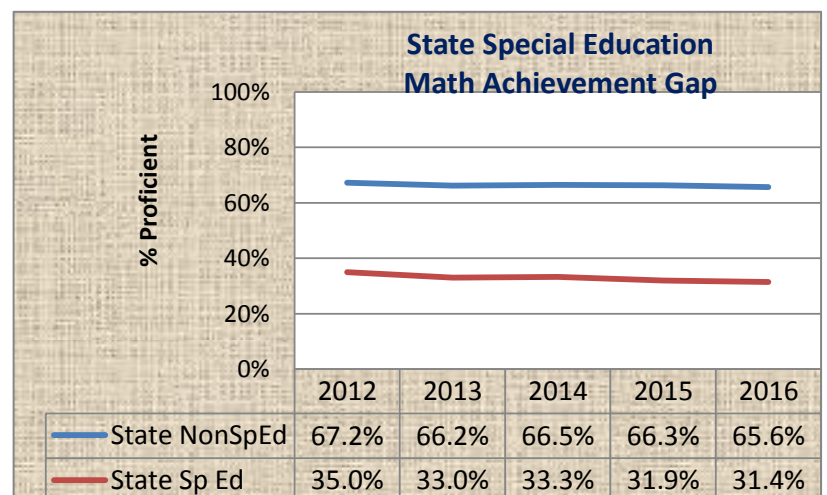 State Special Education
Math Achievement Gap
% Proficient
100%
80%
60%
40%
20%
0%
2012 2013 2014 2015 2016
State NonSpEd 67.2% 66.2% 66.5% 66.3% 65.6%
State Sp Ed 35.0% 33.0% 33.3% 31.9% 31.4%